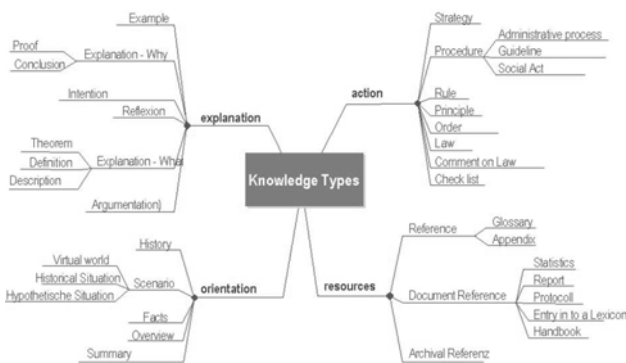 Knowledge Types
explanation
Example
Explanation - Why
Proof
Conclusion
Intention
Reflexion
Explanation - What
Theorem
Definition
Description
Argumentation)
action
Strategy
Procedure
Administrative process
Guideline
Social Act
Rule
Principle
Order
Law
Comment on Law
Check list
orientation
History
Scenario
Virtual world
Historical Situation
Hypothetische Situation
Facts
Overview
Summary
resources
Reference
Glossary
Appendix
Document Reference
Statistics
Report
Protocoll
Entry in to a Lexicon
Handbook
Archival Referenz